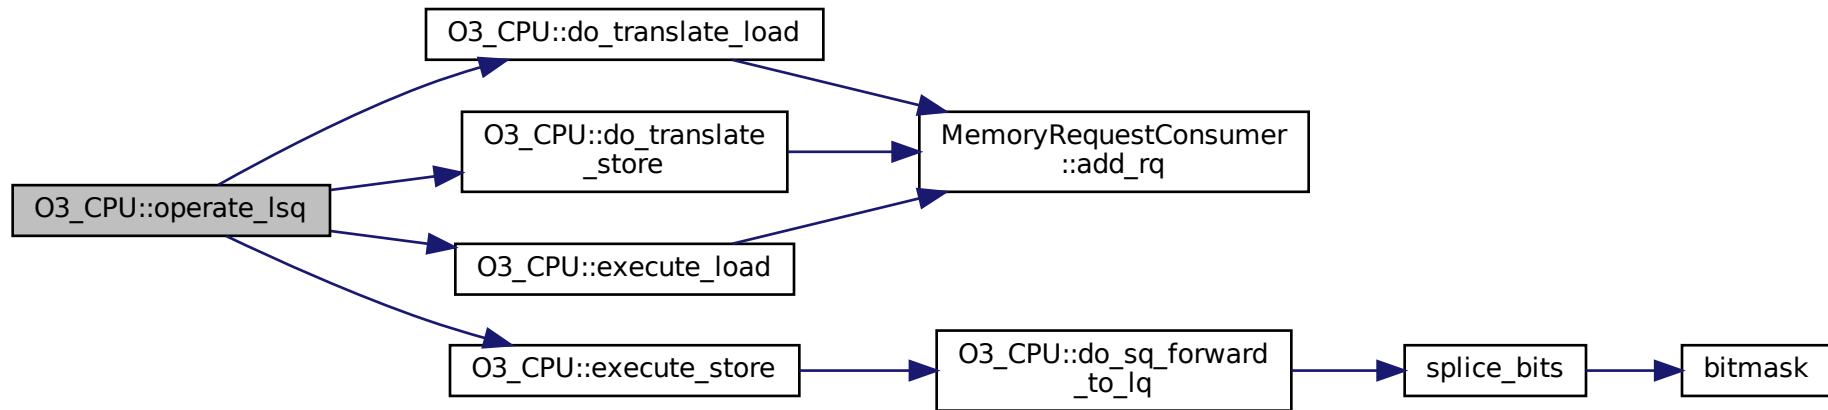 O3_CPU::do_translate_load
O3_CPU::do_translate
_store
MemoryRequestConsumer
::add_rq
O3_CPU::operate_lsq
O3_CPU::execute_load
O3_CPU::execute_store
O3_CPU::do_sq_forward
_to_lq
splice_bits
bitmask